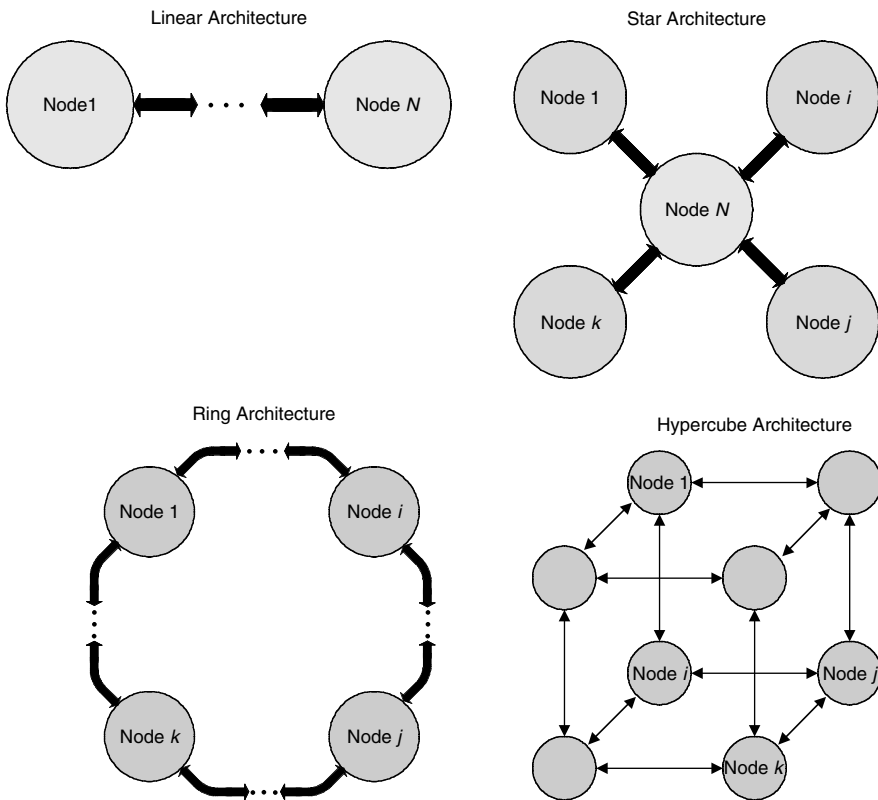 Linear Architecture
Node1
. . .
Node N
Star Architecture
Node 1
Node i
Node N
Node k
Node j
Ring Architecture
. . .
Node 1
Node i
. . .
. . .
Node k
Node j
. . .
Hypercube Architecture
Node 1
Node i
Node j
Node k